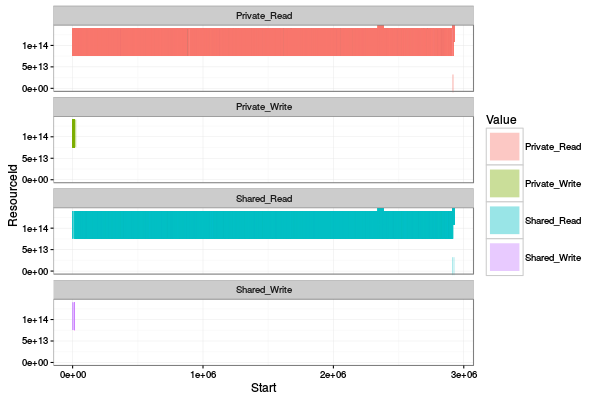 Private_Read
1e+14
5e+13
0e+00
Private_Write
1e+14
5e+13
0e+00
Shared_Read
1e+14
5e+13
0e+00
Shared_Write
1e+14
5e+13
0e+00
0e+00 1e+06 2e+06 3e+06
Start
ResourceId
Value
Private_Read
Private_Write
Shared_Read
Shared_Write